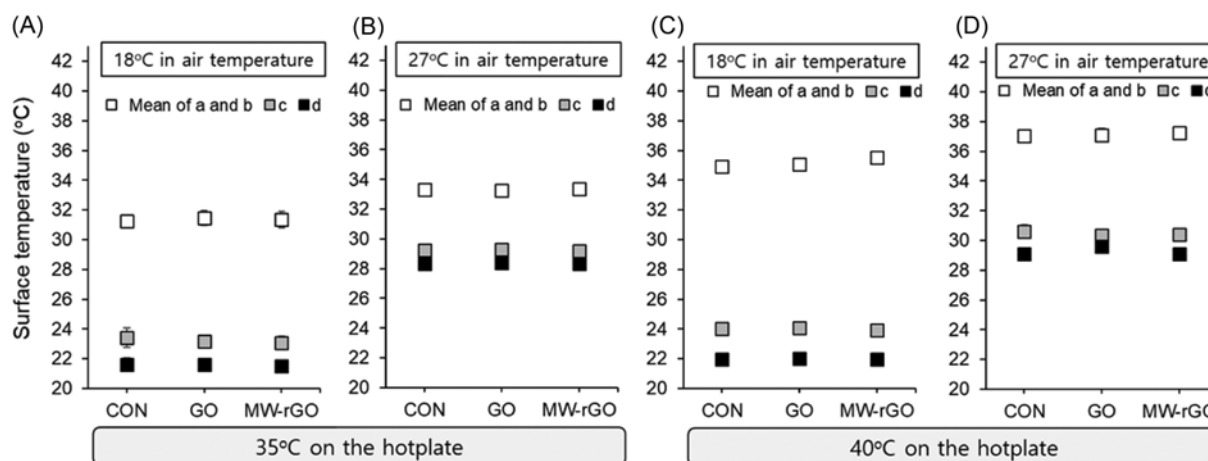 (A) (B) (C) (D)
18°C in air temperature 27°C in air temperature 18°C in air temperature 27°C in air temperature
Mean of a and b c d Mean of a and b c d Mean of a and b c d Mean of a and b c d
Surface temperature (°C)
42 42 42 42
40 40 40 40
38 38 38 38
36 36 36 36
34 34 34 34
32 32 32 32
30 30 30 30
28 28 28 28
26 26 26 26
24 24 24 24
22 22 22 22
20 20 20 20
CON GO MW-rGO CON GO MW-rGO CON GO MW-rGO CON GO MW-rGO
35°C on the hotplate 40°C on the hotplate